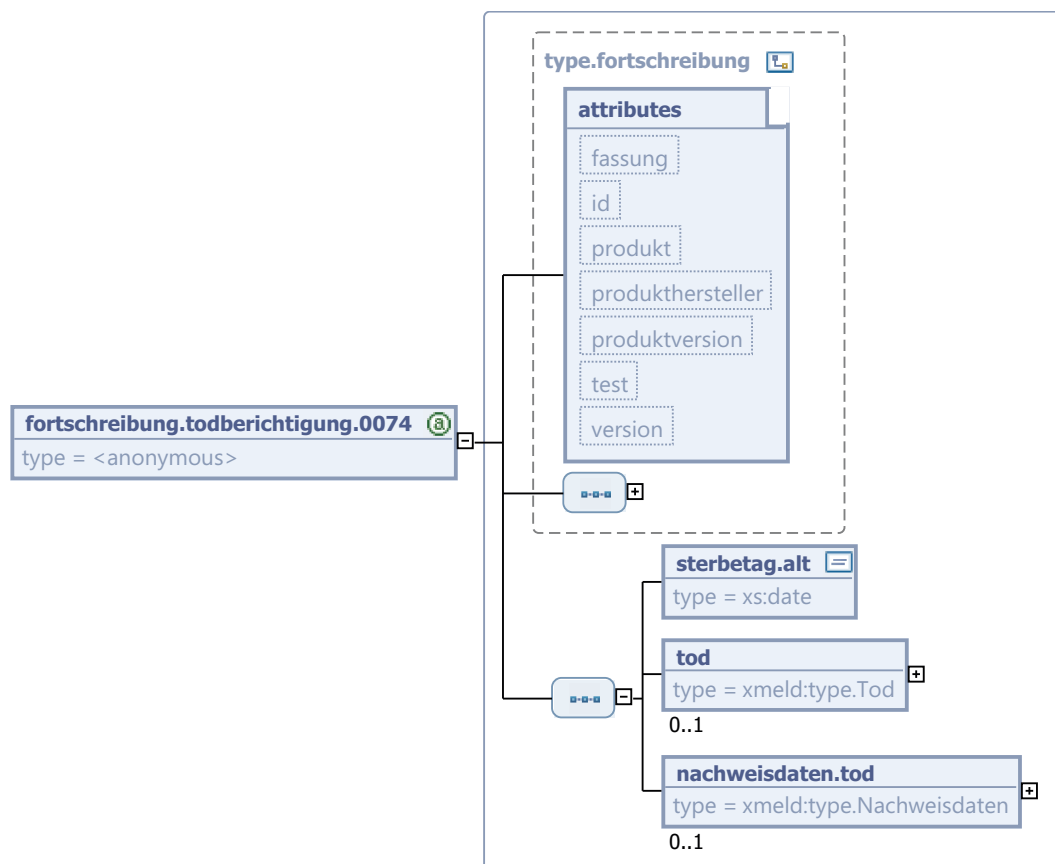 type.fortschreibung
attributes
fassung
id
produkt
produkthersteller
produktversion
test
version
fortschreibung.todberichtigung.0074 @
type = <anonymous>
sterbetag.alt
type = xs:date
tod
type = xmeld:type.Tod
0..1
nachweisdaten.tod
type = xmeld:type.Nachweisdaten
0..1